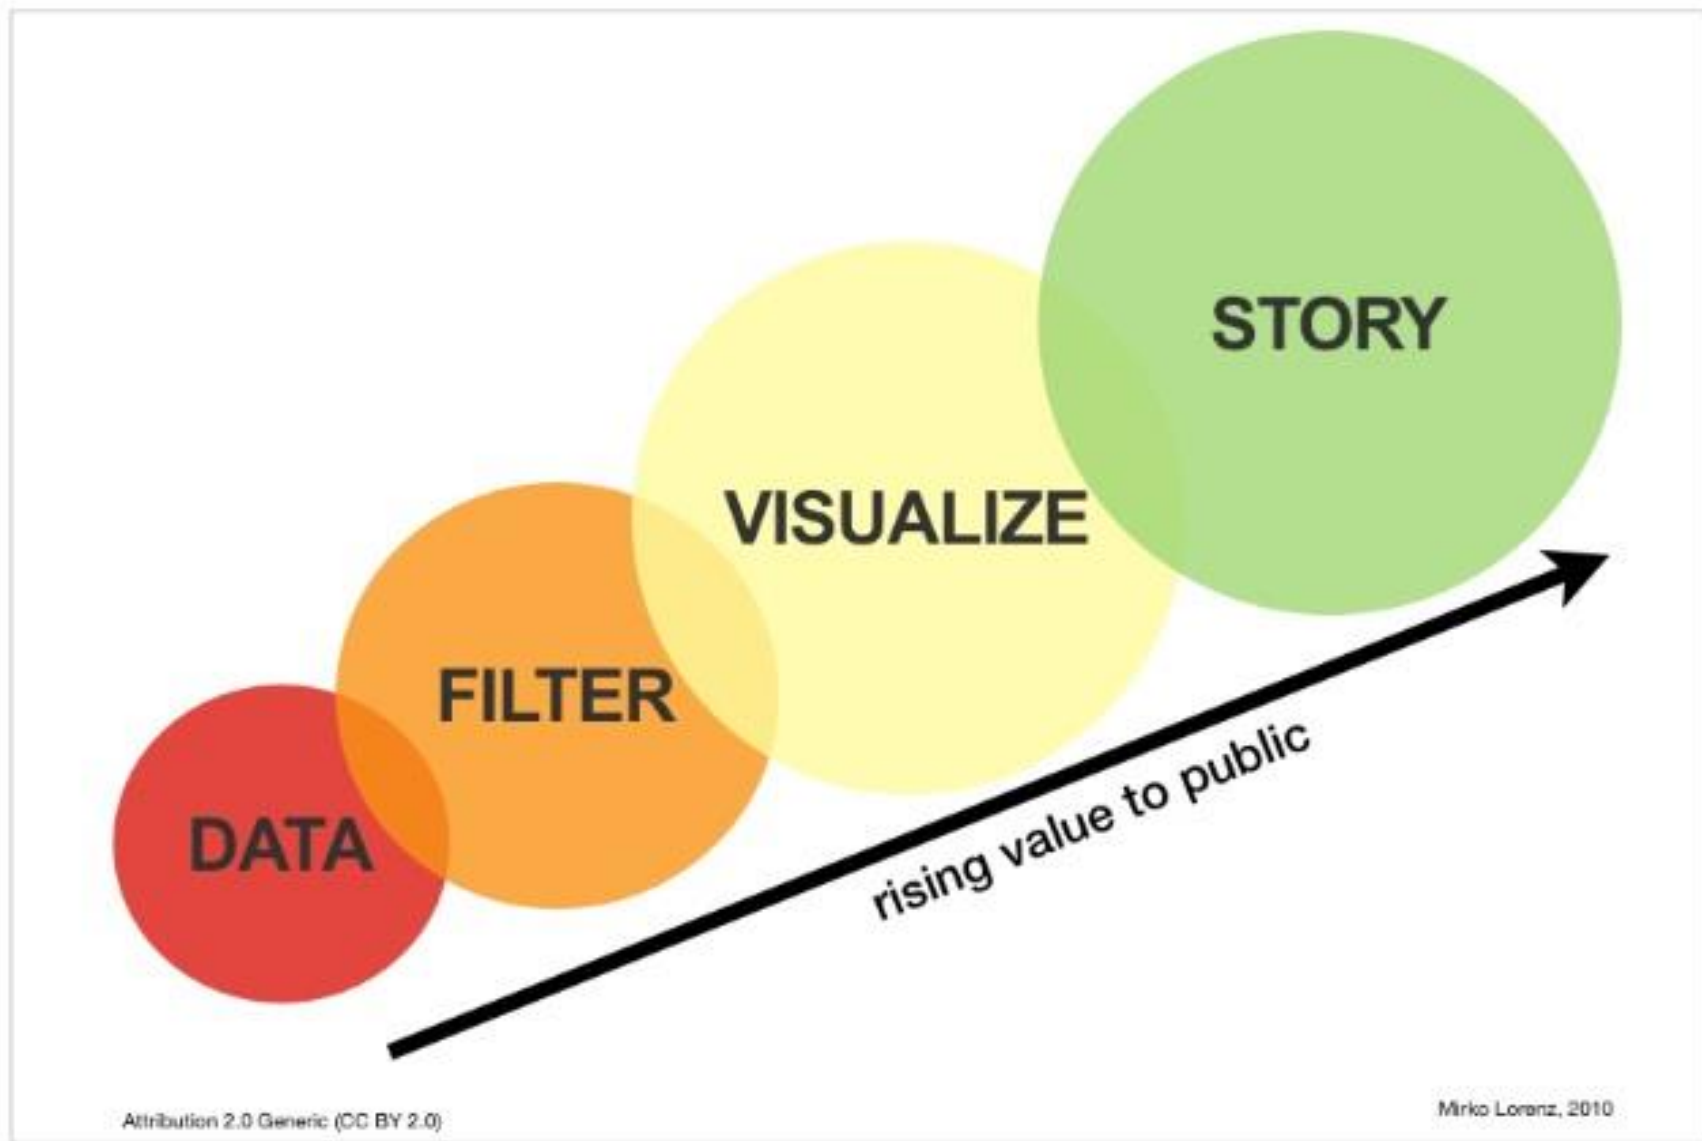 STORY
VISUALIZE
FILTER
DATA
rising value to public
Attribution 2.0 Generic (CC BY 2.0)
Mirko Lorenz, 2010